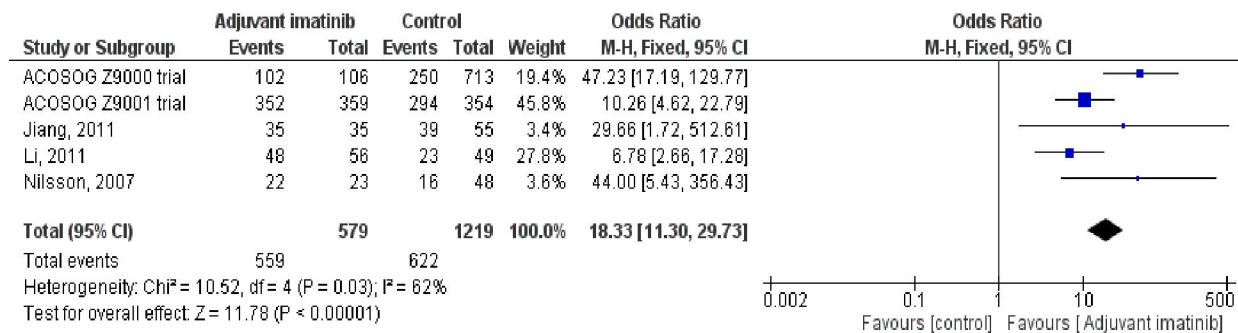 Adjuvant imatinib Control Odds Ratio Odds Ratio
Study or Subgroup Events Total Events Total Weight M-H, Fixed, 95% CI M-H, Fixed, 95% CI
ACOSOG Z9000 trial 102 106 250 713 19.4% 47.23 [17.19, 129.77]
ACOSOG Z9001 trial 352 359 294 354 45.8% 10.26 [4.62, 22.79]
Jiang, 2011 35 35 39 55 3.4% 29.66 [1.72, 512.61]
Li, 2011 48 56 23 49 27.8% 6.78 [2.66, 17.28]
Nilsson, 2007 22 23 16 48 3.6% 44.00 [5.43, 356.43]
Total (95% CI) 579 1219 100.0% 18.33 [11.30, 29.73]
Total events 559 622
Heterogeneity: Chi² = 10.52, df = 4 (P = 0.03); I² = 62%
Test for overall effect: Z = 11.78 (P < 0.00001)
0.002 0.1 1 10 500
Favours [control] Favours [Adjuvant imatinib]